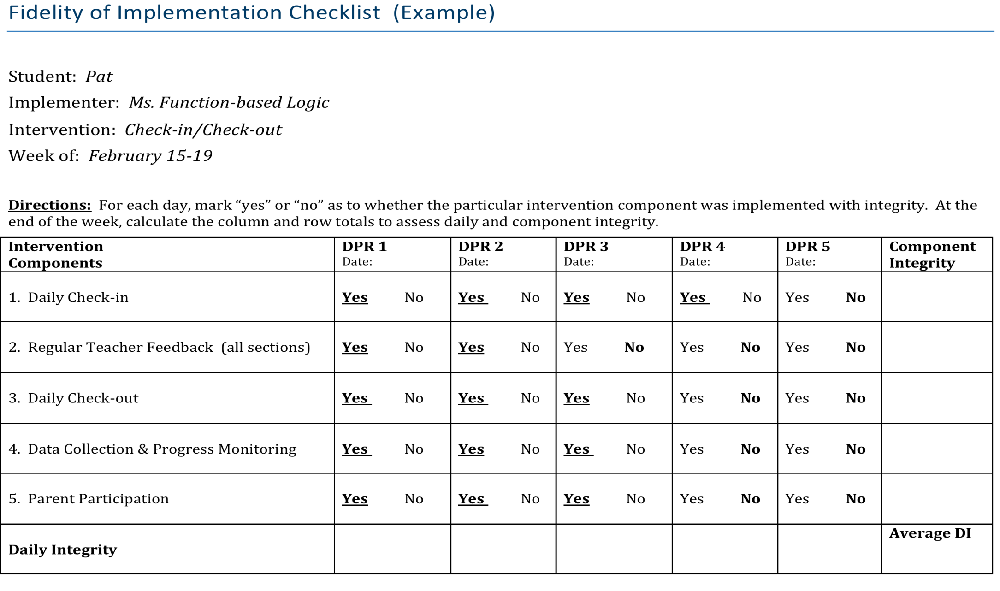 Fidelity of Implementation Checklist (Example)
Student: Pat
Implementer: Ms. Function-based Logic
Intervention: Check-in/Check-out
Week of: February 15-19
Directions: For each day, mark “yes” or “no” as to whether the particular intervention component was implemented with integrity. At the
end of the week, calculate the column and row totals to assess daily and component integrity.
Intervention Components DPR 1 Date: DPR 2 Date: DPR 3 Date: DPR 4 Date: DPR 5 Date: Component Integrity
1. Daily Check-in Yes No Yes No Yes No Yes No Yes No
2. Regular Teacher Feedback (all sections) Yes No Yes No Yes No Yes No Yes No
3. Daily Check-out Yes No Yes No Yes No Yes No Yes No
4. Data Collection & Progress Monitoring Yes No Yes No Yes No Yes No Yes No
5. Parent Participation Yes No Yes No Yes No Yes No Yes No
Daily Integrity Average DI